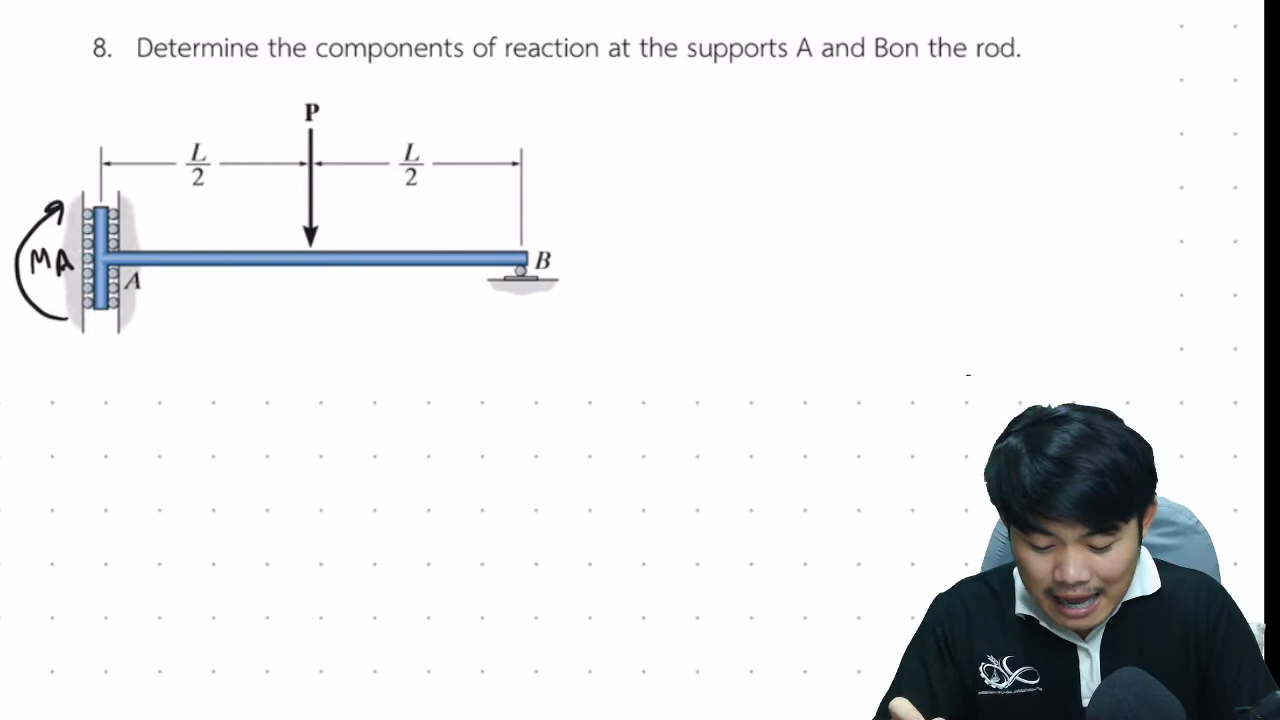 8. Determine the components of reaction at the supports A and Bon the rod.
P
L/2 L/2
MA
A
B